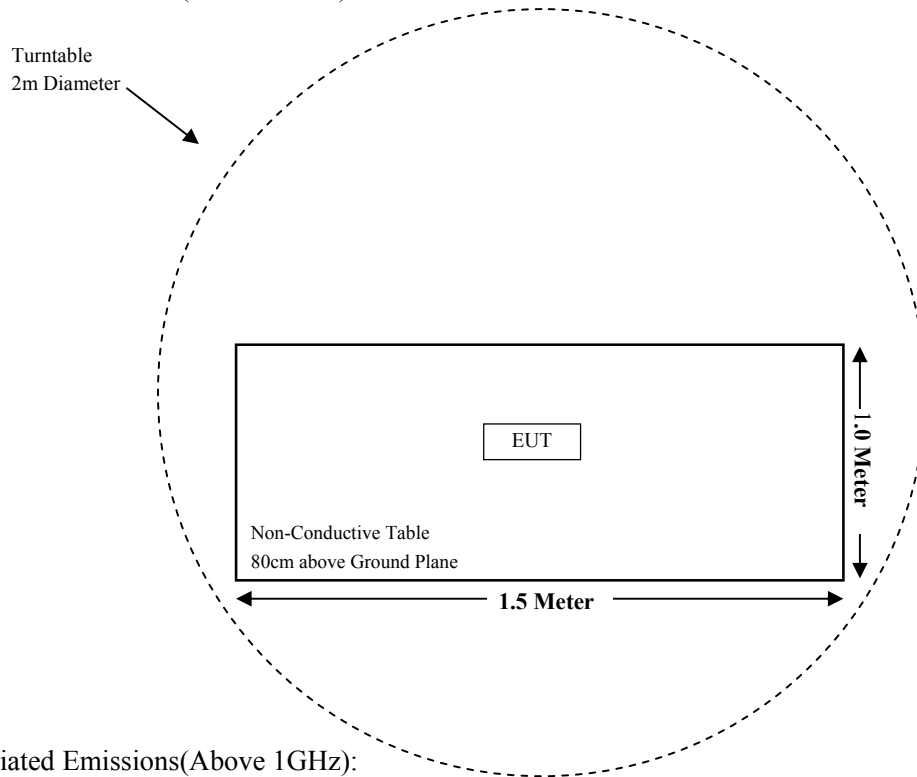 Turntable
2m Diameter
EUT
1.0 Meter
Non-Conductive Table
80cm above Ground Plane
1.5 Meter
iated Emissions(Above 1GHz):